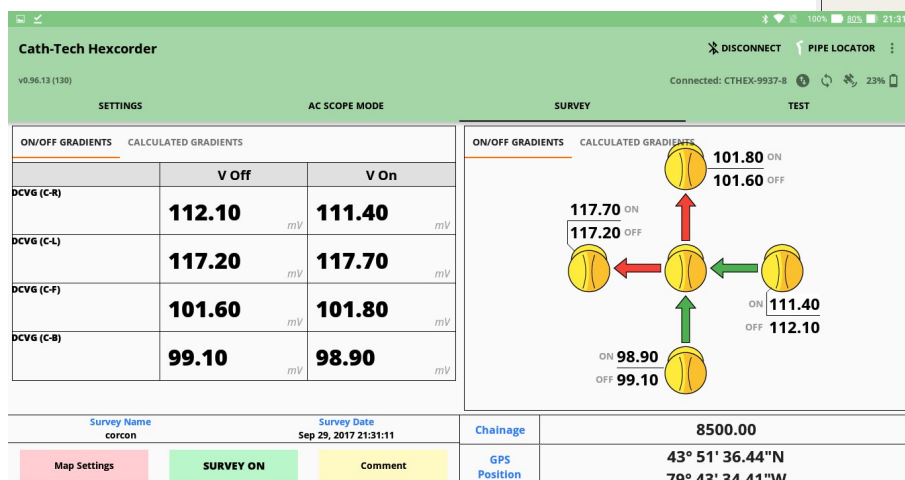 100% 80% 21:31
Cath-Tech Hexcorder
DISCONNECT PIPE LOCATOR
v0.96.13 (130)
Connected: CTHEX-9937-8 23%
SETTINGS AC SCOPE MODE SURVEY TEST
ON/OFF GRADIENTS CALCULATED GRADIENTS
V Off V On
DCVG (C-R)
112.10 mV 111.40 mV
DCVG (C-L)
117.20 mV 117.70 mV
DCVG (C-F)
101.60 mV 101.80 mV
DCVG (C-B)
99.10 mV 98.90 mV
ON/OFF GRADIENTS CALCULATED GRADIENTS
101.80 ON
101.60 OFF
117.70 ON
117.20 OFF
ON 111.40
OFF 112.10
ON 98.90
OFF 99.10
Survey Name
corcon
Survey Date
Sep 29, 2017 21:31:11
Map Settings SURVEY ON Comment
Chainage 8500.00
GPS
Position
43° 51' 36.44"N
79° 43' 34.41"W